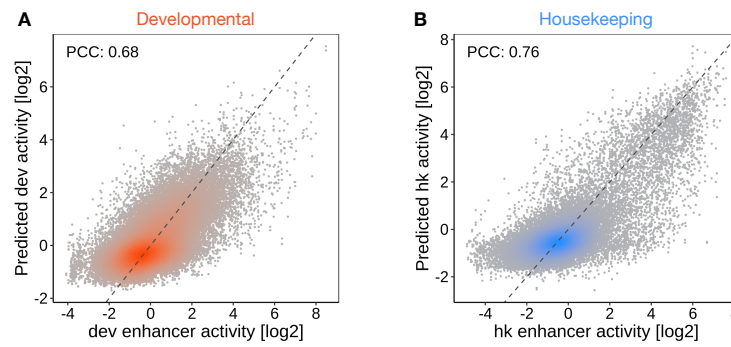 A
Developmental
PCC: 0.68
Predicted dev activity [log2]
6
4
2
0
-2
-4
-2
0
2
4
6
8
dev enhancer activity [log2]
B
Housekeeping
PCC: 0.76
Predicted hk activity [log2]
8
6
4
2
0
-2
-4
-2
0
2
4
6
hk enhancer activity [log2]